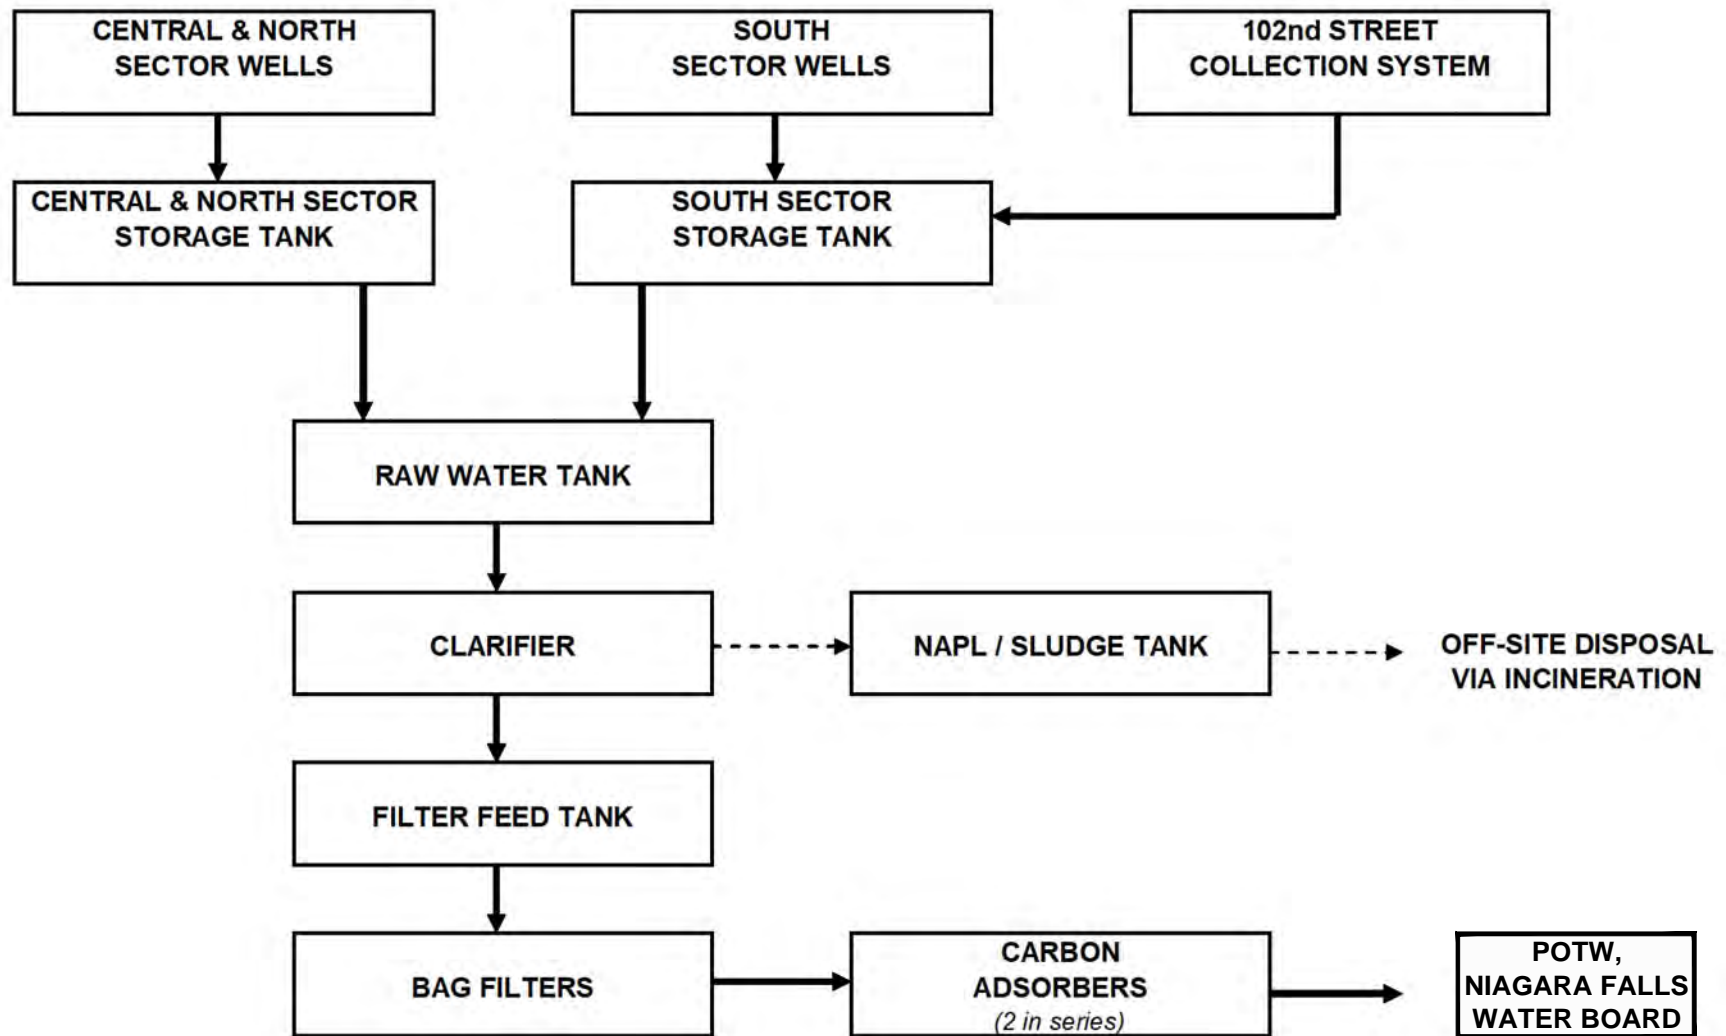 CENTRAL & NORTH
SECTOR WELLS
SOUTH
SECTOR WELLS
102nd STREET
COLLECTION SYSTEM
CENTRAL & NORTH SECTOR
STORAGE TANK
SOUTH SECTOR
STORAGE TANK
RAW WATER TANK
CLARIFIER
NAPL / SLUDGE TANK
OFF-SITE DISPOSAL
VIA INCINERATION
FILTER FEED TANK
BAG FILTERS
CARBON
ADSORBERS
(2 in series)
POTW,
NIAGARA FALLS
WATER BOARD